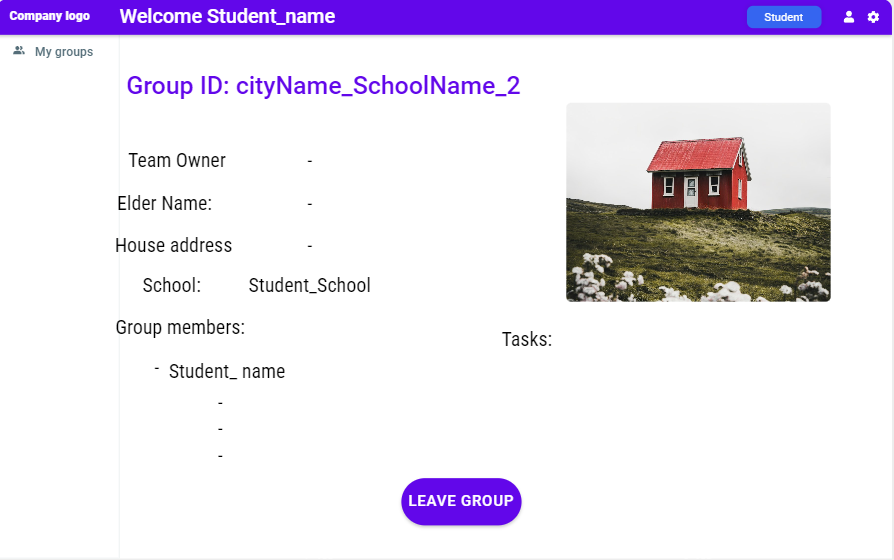 Company logo
Welcome Student_name
Student
My groups
Group ID: cityName_SchoolName_2
Team Owner -
Elder Name: -
House address -
School: Student_School
Group members:
Tasks:
- Student_ name
-
-
-
LEAVE GROUP